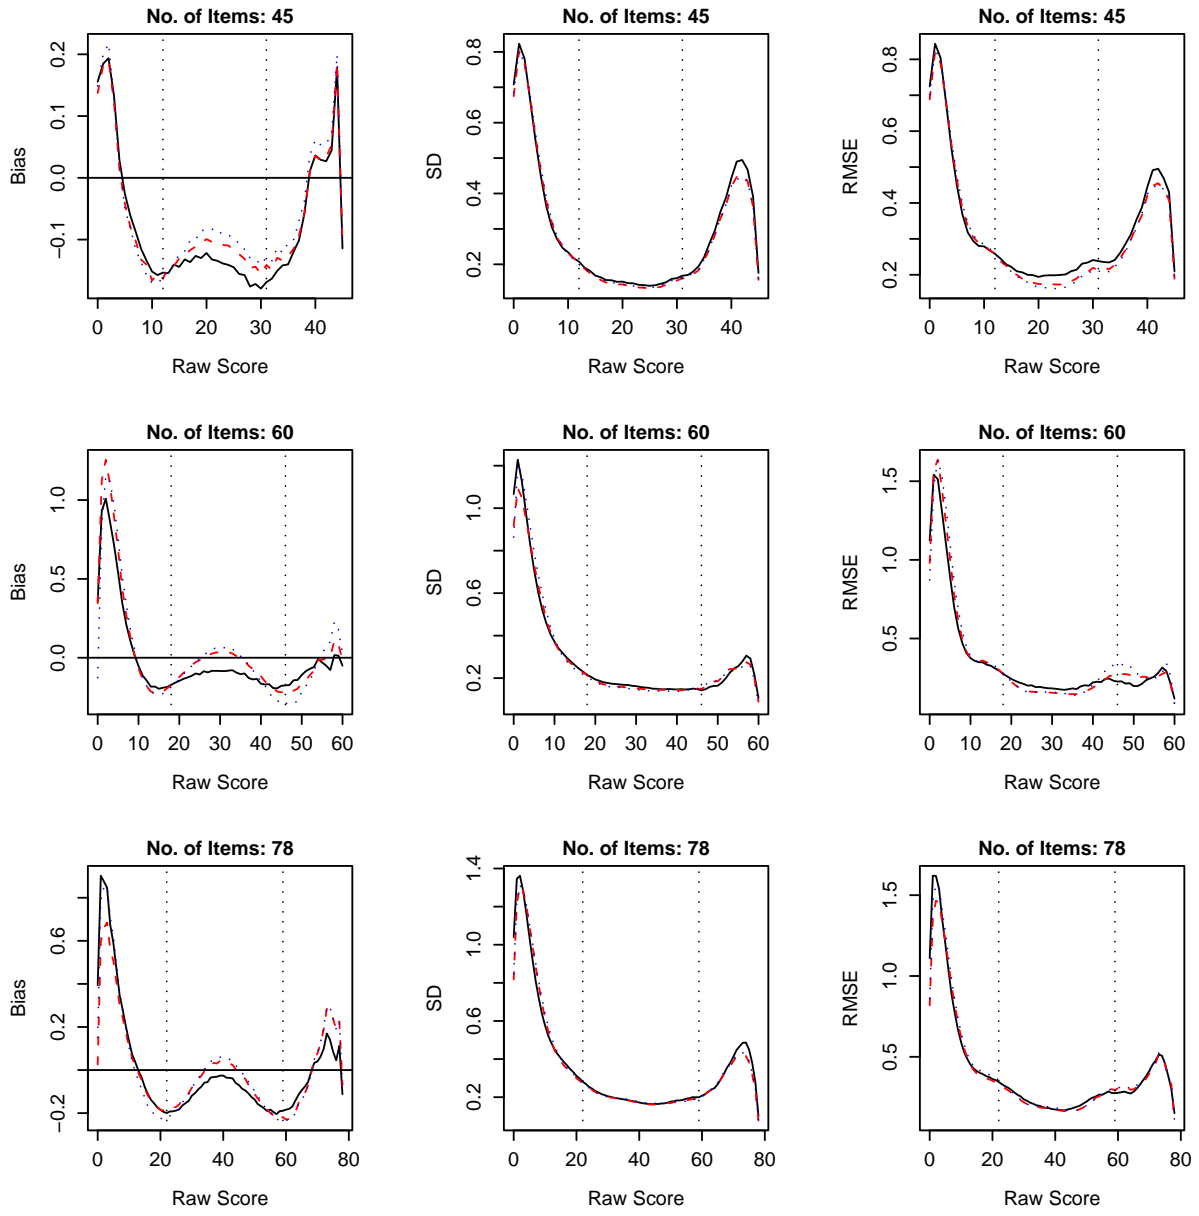 No. of Items: 45
Bias
0.2
0.1
0.0
−0.1
0 10 20 30 40
Raw Score
No. of Items: 45
SD
0.8
0.6
0.4
0.2
0 10 20 30 40
Raw Score
No. of Items: 45
RMSE
0.8
0.6
0.4
0.2
0 10 20 30 40
Raw Score
No. of Items: 60
Bias
1.0
0.5
0.0
0 10 20 30 40 50 60
Raw Score
No. of Items: 60
SD
1.0
0.6
0.2
0 10 20 30 40 50 60
Raw Score
No. of Items: 60
RMSE
1.5
1.0
0.5
0 10 20 30 40 50 60
Raw Score
No. of Items: 78
Bias
0.6
0.2
−0.2
0 20 40 60 80
Raw Score
No. of Items: 78
SD
1.4
1.0
0.6
0.2
0 20 40 60 80
Raw Score
No. of Items: 78
RMSE
1.5
1.0
0.5
0 20 40 60 80
Raw Score